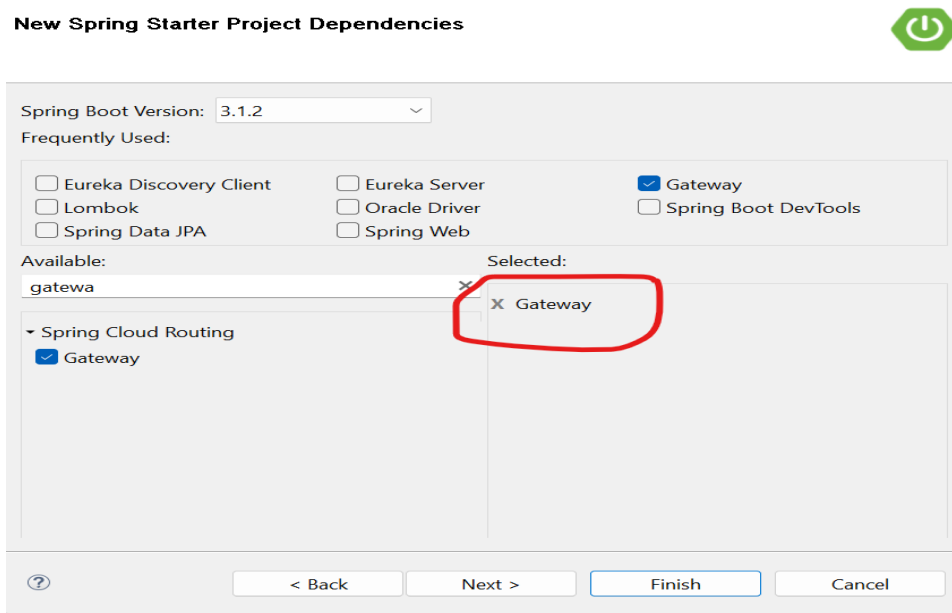 New Spring Starter Project Dependencies
Spring Boot Version: 3.1.2
Frequently Used:
Eureka Discovery Client Eureka Server Gateway
Lombok Oracle Driver Spring Boot DevTools
Spring Data JPA Spring Web
Available: Selected:
gatewa
X Gateway
Spring Cloud Routing
Gateway
? < Back Next > Finish Cancel